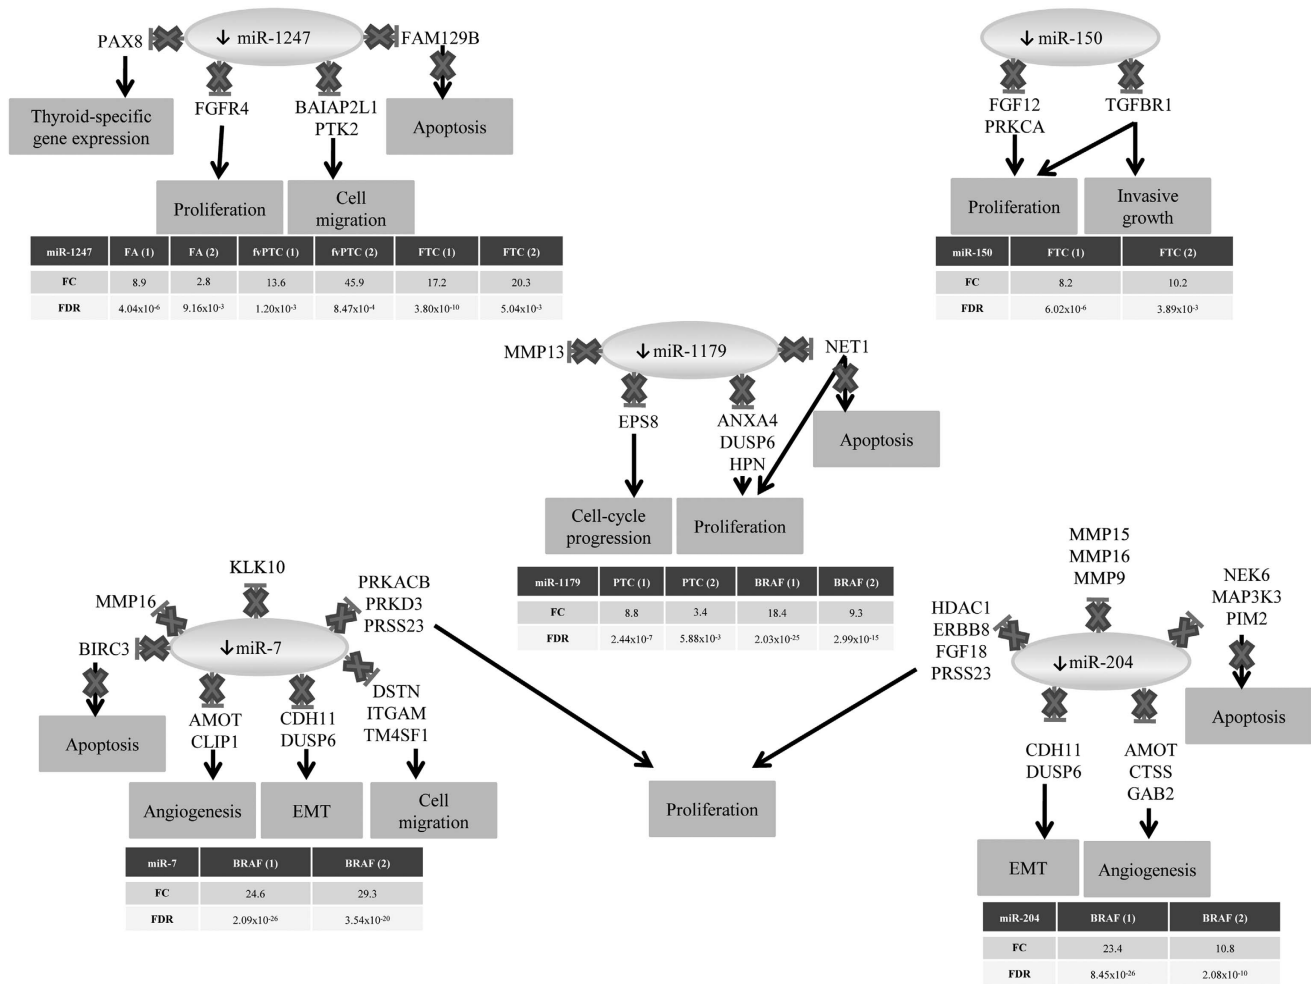 ↓ miR-1247
PAX8
FAM129B
FGFR4
BAIAP2L1
PTK2
Thyroid-specific
gene expression
Apoptosis
Proliferation
Cell
migration
miR-1247 FA (1) FA (2) fvPTC (1) fvPTC (2) FTC (1) FTC (2)
FC 8.9 2.8 13.6 45.9 17.2 20.3
FDR 4.04x10⁻⁶ 9.16x10⁻³ 1.20x10⁻³ 8.47x10⁻⁴ 3.80x10⁻¹⁰ 5.04x10⁻³
↓ miR-150
FGF12
PRKCA
TGFBR1
Proliferation
Invasive
growth
miR-150 FTC (1) FTC (2)
FC 8.2 10.2
FDR 6.02x10⁻⁶ 3.89x10⁻³
MMP13
↓ miR-1179
NET1
EPS8
ANXA4
DUSP6
HPN
Apoptosis
Cell-cycle
progression
Proliferation
miR-1179 PTC (1) PTC (2) BRAF (1) BRAF (2)
FC 8.8 3.4 18.4 9.3
FDR 2.44x10⁻⁷ 5.88x10⁻³ 2.03x10⁻²⁵ 2.99x10⁻¹⁵
KLK10
MMP16
PRKACB
PRKD3
PRSS23
BIRC3
↓ miR-7
AMOT
CLIP1
CDH11
DUSP6
DSTN
ITGAM
TM4SF1
Apoptosis
Angiogenesis
EMT
Cell
migration
miR-7 BRAF (1) BRAF (2)
FC 24.6 29.3
FDR 2.09x10⁻²⁶ 3.54x10⁻²⁰
Proliferation
MMP15
MMP16
MMP9
HDAC1
ERBB8
FGF18
PRSS23
NEK6
MAP3K3
PIM2
↓ miR-204
Apoptosis
CDH11
DUSP6
AMOT
CTSS
GAB2
EMT
Angiogenesis
miR-204 BRAF (1) BRAF (2)
FC 23.4 10.8
FDR 8.45x10⁻²⁶ 2.08x10⁻¹⁰